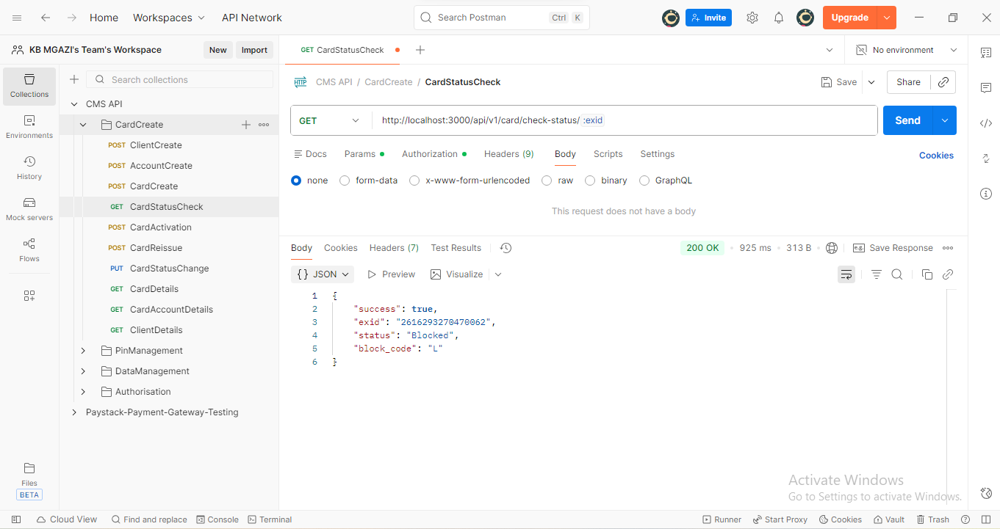 Home Workspaces API Network Search Postman Ctrl K Invite Upgrade
KB MGAZI's Team's Workspace New Import GET CardStatusCheck No environment
Collections
Environments
History
Mock servers
Flows
Files
BETA
Search collections
CMS API
CardCreate
POST ClientCreate
POST AccountCreate
POST CardCreate
GET CardStatusCheck
POST CardActivation
POST CardReissue
PUT CardStatusChange
GET CardDetails
GET CardAccountDetails
GET ClientDetails
PinManagement
DataManagement
Authorisation
Paystack-Payment-Gateway-Testing
HTTP CMS API / CardCreate / CardStatusCheck Save Share
GET http://localhost:3000/api/v1/card/check-status/ :exid Send
Docs Params Authorization Headers (9) Body Scripts Settings Cookies
none form-data x-www-form-urlencoded raw binary GraphQL
This request does not have a body
Body Cookies Headers (7) Test Results 200 OK 925 ms 313 B e.g. Save Response
{} JSON Preview Visualize
1 {
2 "success": true,
3 "exid": "2616293270470062",
4 "status": "Blocked",
5 "block_code": "L"
6 }
Activate Windows
Go to Settings to activate Windows.
Cloud View Find and replace Console Terminal Runner Start Proxy Cookies Vault Trash